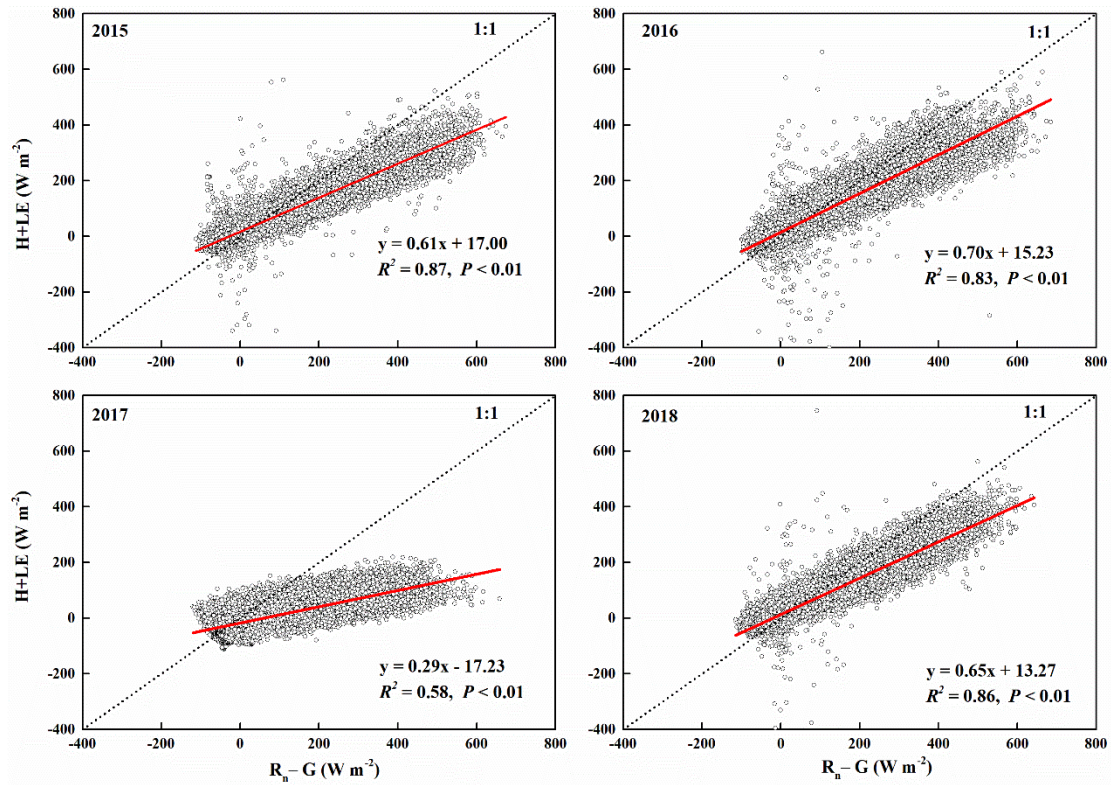 800
2015
1:1
600
400
200
0
-200
-400
H+LE (W m-2)
y = 0.61x + 17.00
R2 = 0.87, P < 0.01
-400 -200 0 200 400 600 800
800
2016
1:1
600
400
200
0
-200
-400
y = 0.70x + 15.23
R2 = 0.83, P < 0.01
-400 -200 0 200 400 600 800
800
2017
1:1
600
400
200
0
-200
-400
H+LE (W m-2)
y = 0.29x - 17.23
R2 = 0.58, P < 0.01
-400 -200 0 200 400 600 800
Rn– G (W m-2)
800
2018
1:1
600
400
200
0
-200
-400
y = 0.65x + 13.27
R2 = 0.86, P < 0.01
-400 -200 0 200 400 600 800
Rn– G (W m-2)